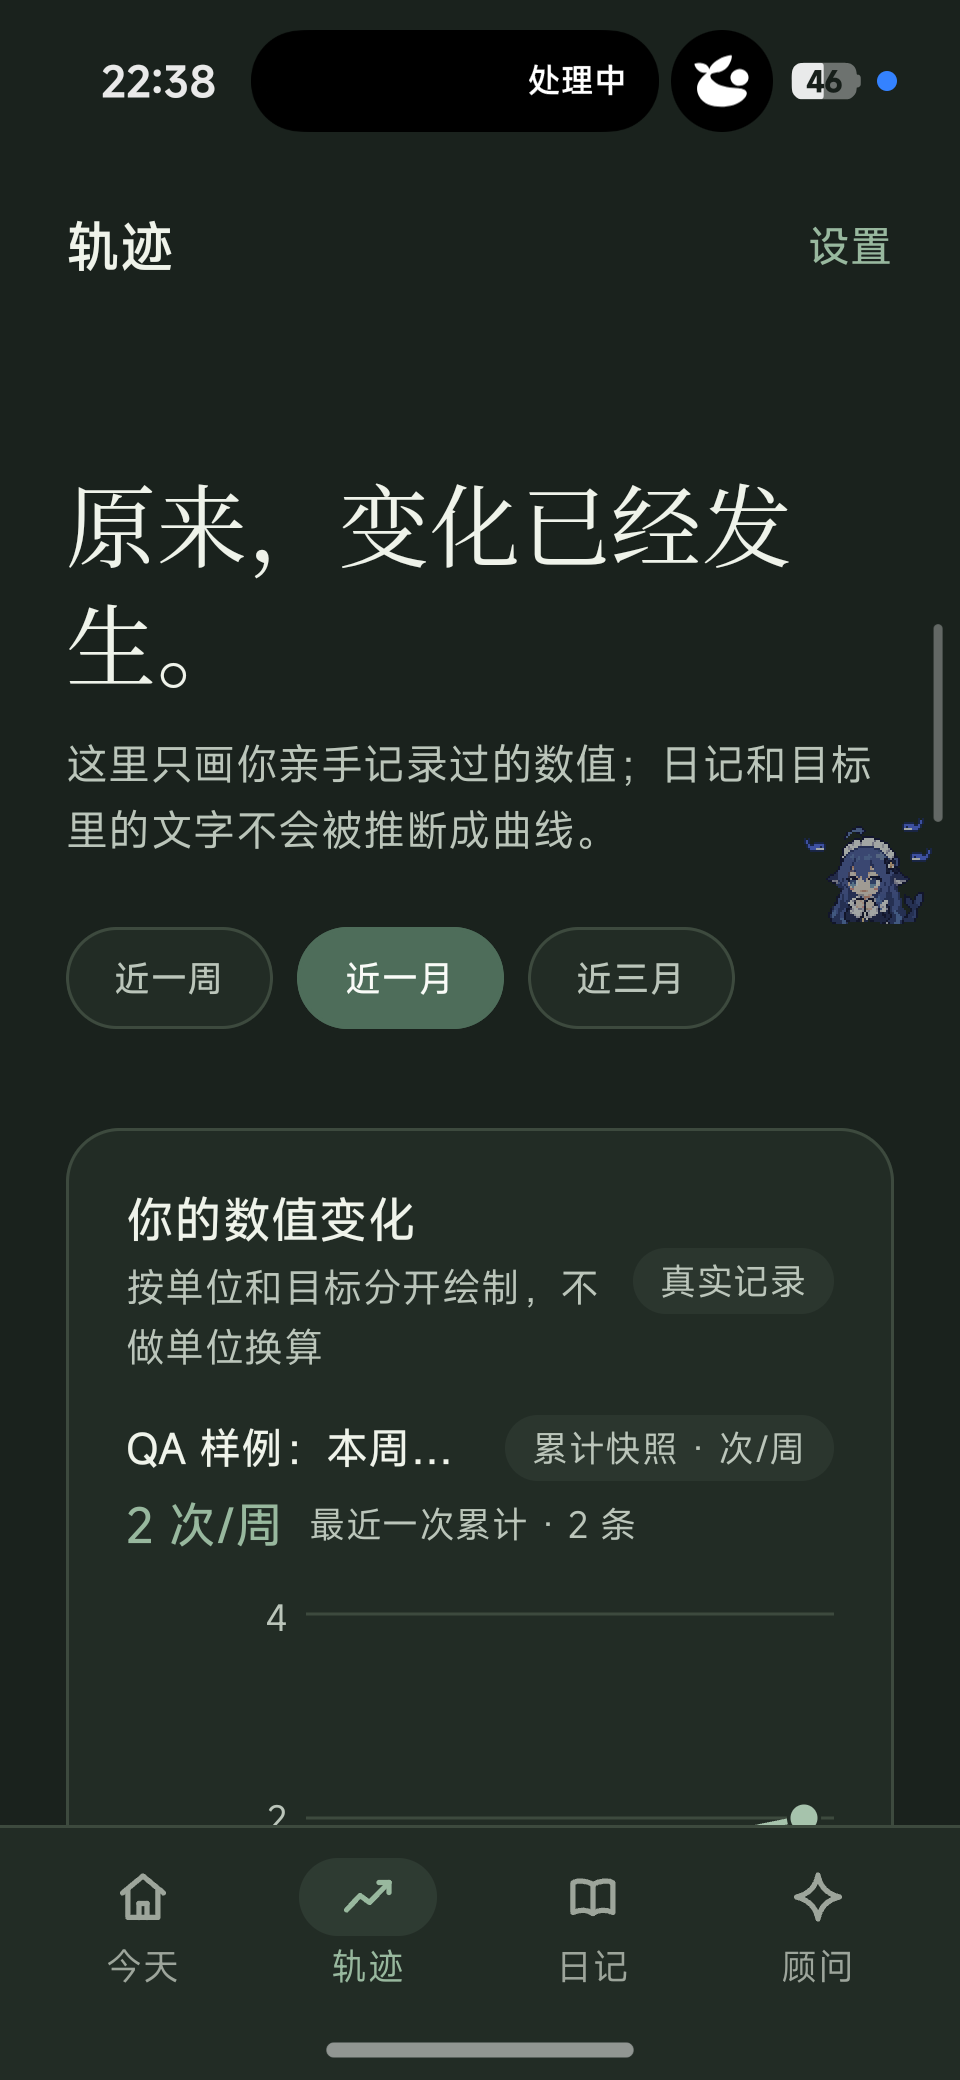 22:38
处理中
46
轨迹
设置
原来，变化已经发
生。
这里只画你亲手记录过的数值；日记和目标
里的文字不会被推断成曲线。
近一周
近一月
近三月
你的数值变化
按单位和目标分开绘制，不
做单位换算
真实记录
QA 样例：本周...
累计快照 · 次/周
2 次/周
最近一次累计 · 2 条
4
2
今天
轨迹
日记
顾问